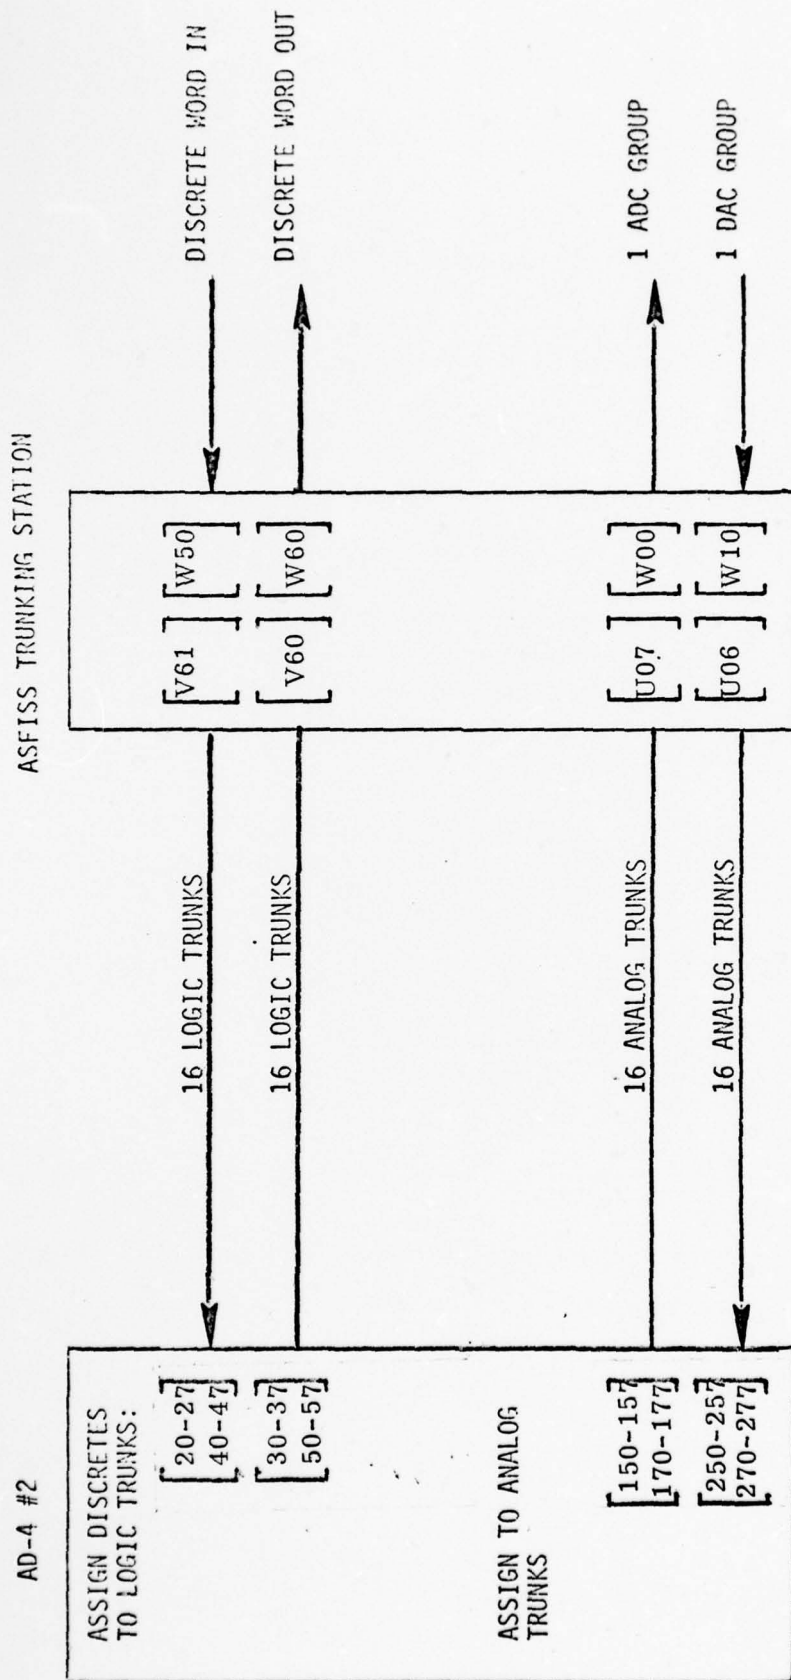 AD-4 #2
ASFISS TRUNKING STATION
ASSIGN DISCRETES
TO LOGIC TRUNKS:
20-27
40-47
16 LOGIC TRUNKS
V61
W50
DISCRETE WORD IN
30-37
50-57
16 LOGIC TRUNKS
V60
W60
DISCRETE WORD OUT
ASSIGN TO ANALOG
TRUNKS
150-157
170-177
16 ANALOG TRUNKS
U07
W00
1 ADC GROUP
250-257
270-277
16 ANALOG TRUNKS
U06
W10
1 DAC GROUP